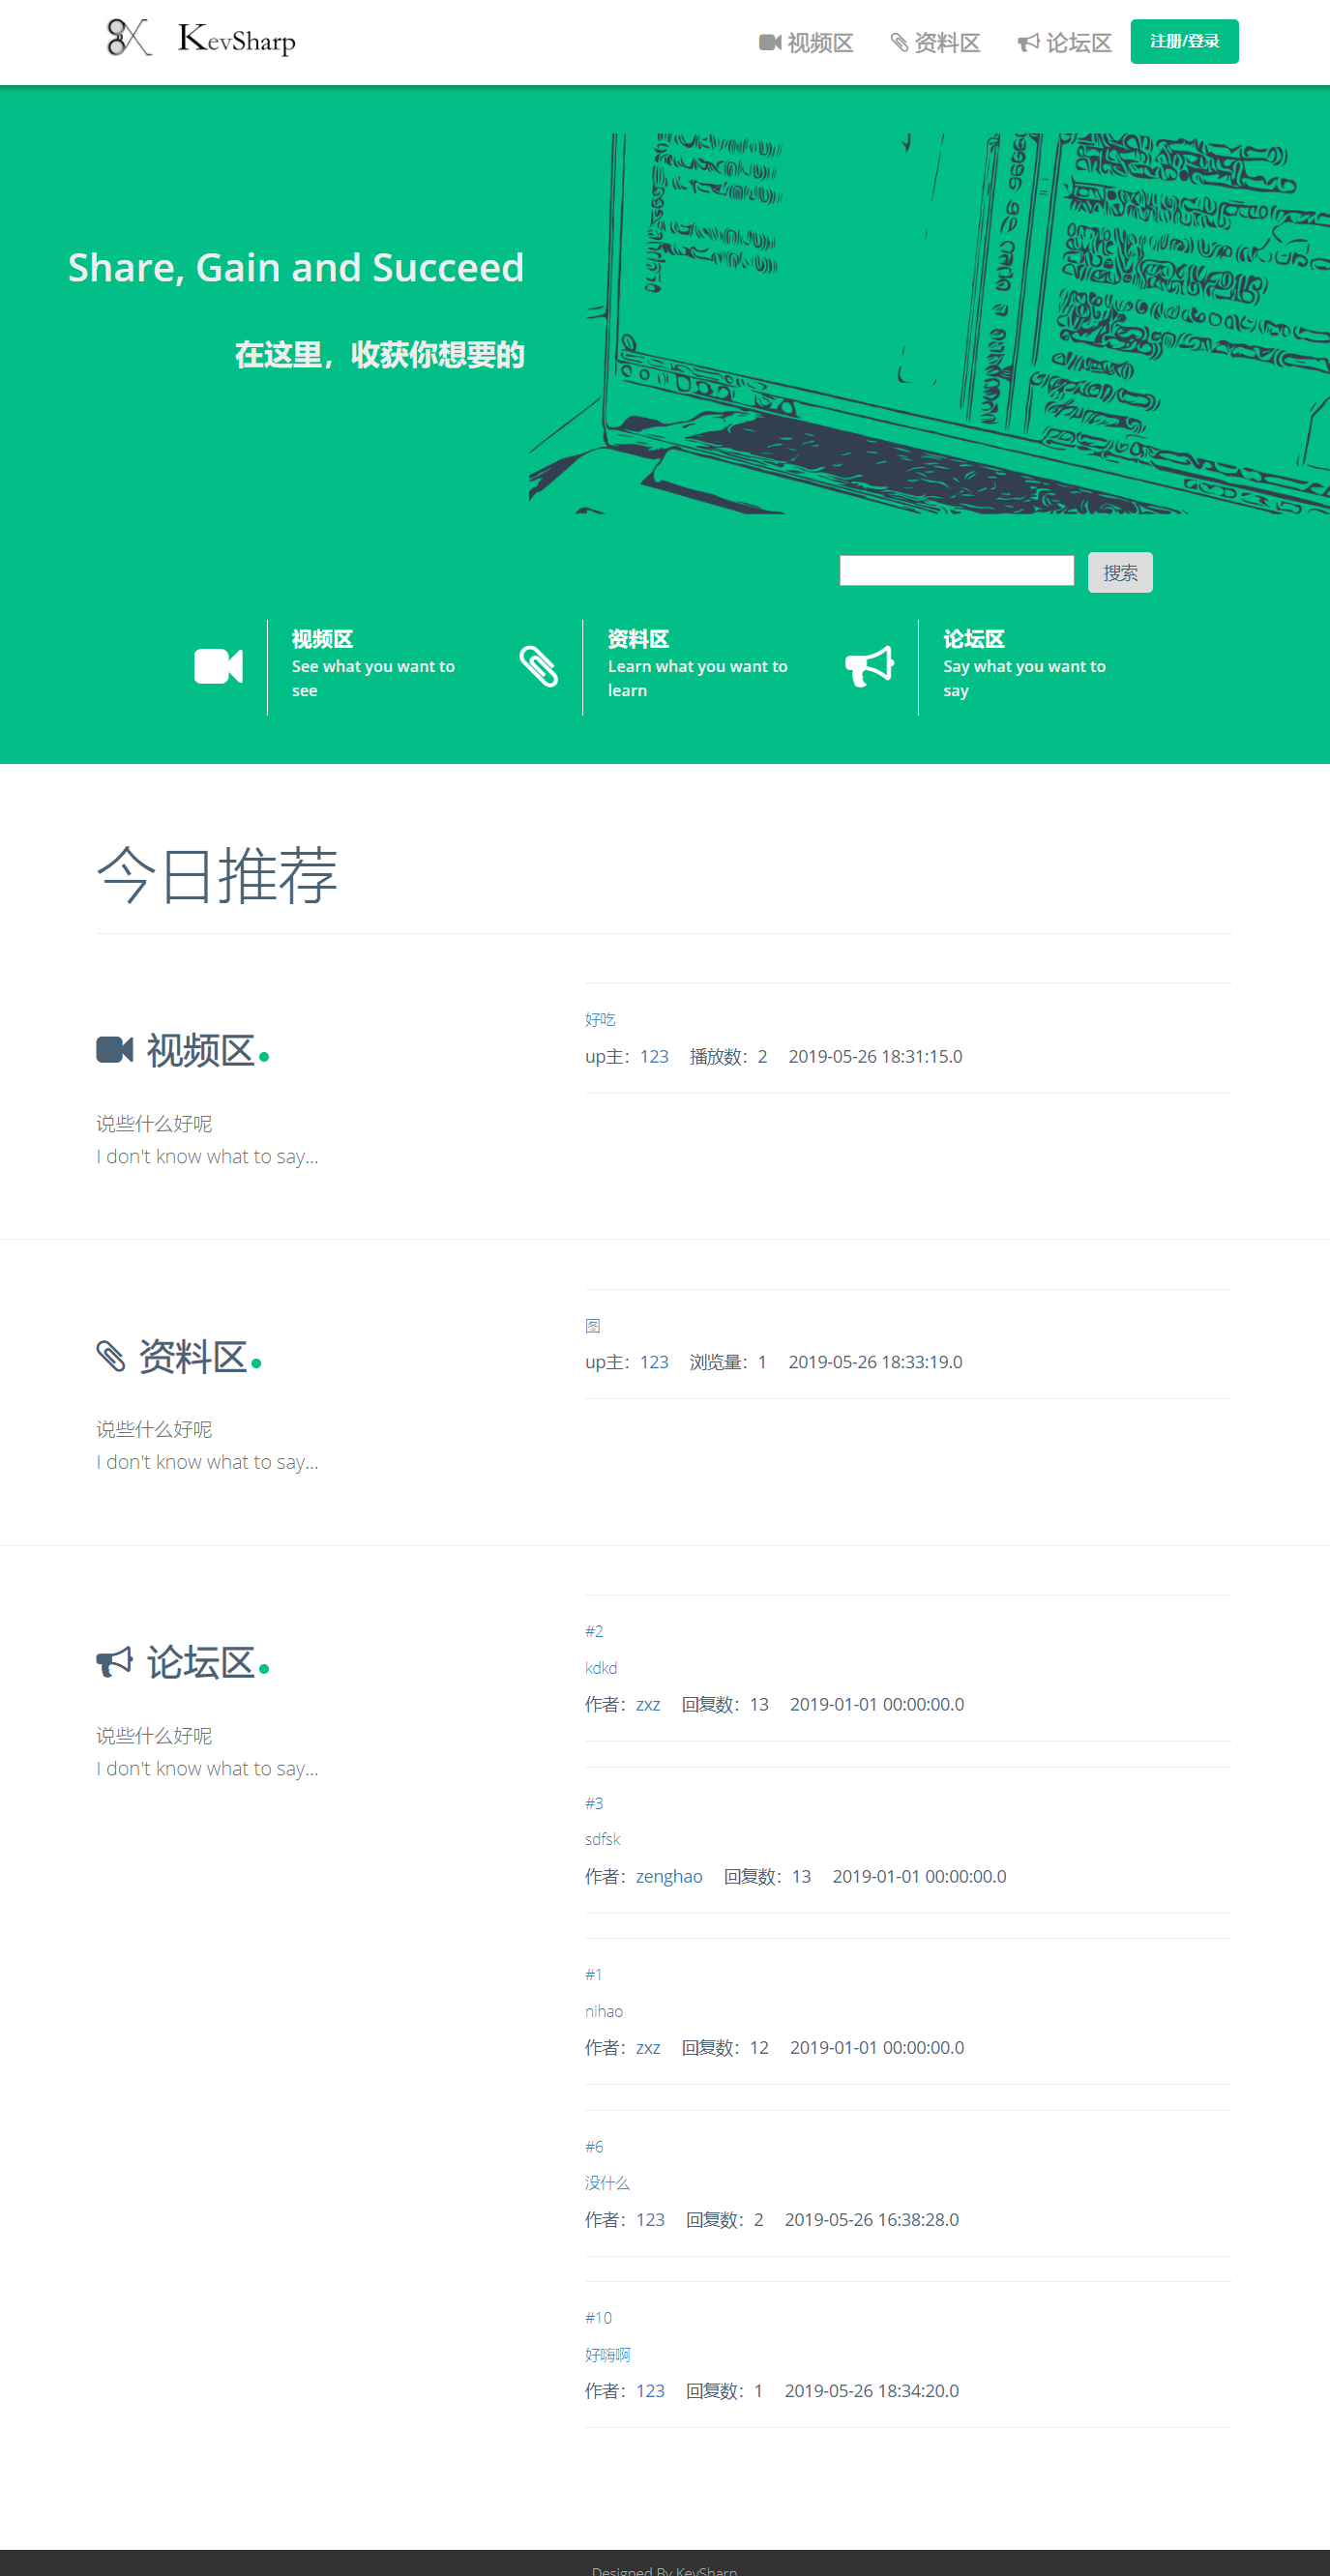 KevSharp
视频区
资料区
论坛区
注册/登录
Share, Gain and Succeed
在这里，收获你想要的
搜索
视频区
See what you want to
see
资料区
Learn what you want to
learn
论坛区
Say what you want to
say
今日推荐
视频区
说些什么好呢
I don't know what to say...
好吃
up主：123 播放数：2 2019-05-26 18:31:15.0
资料区
说些什么好呢
I don't know what to say...
图
up主：123 浏览量：1 2019-05-26 18:33:19.0
论坛区
说些什么好呢
I don't know what to say...
#2
kdkd
作者：zxz 回复数：13 2019-01-01 00:00:00.0
#3
sdfsk
作者：zenghao 回复数：13 2019-01-01 00:00:00.0
#1
nihao
作者：zxz 回复数：12 2019-01-01 00:00:00.0
#6
没什么
作者：123 回复数：2 2019-05-26 16:38:28.0
#10
好嗨啊
作者：123 回复数：1 2019-05-26 18:34:20.0
Designed By KevSharp